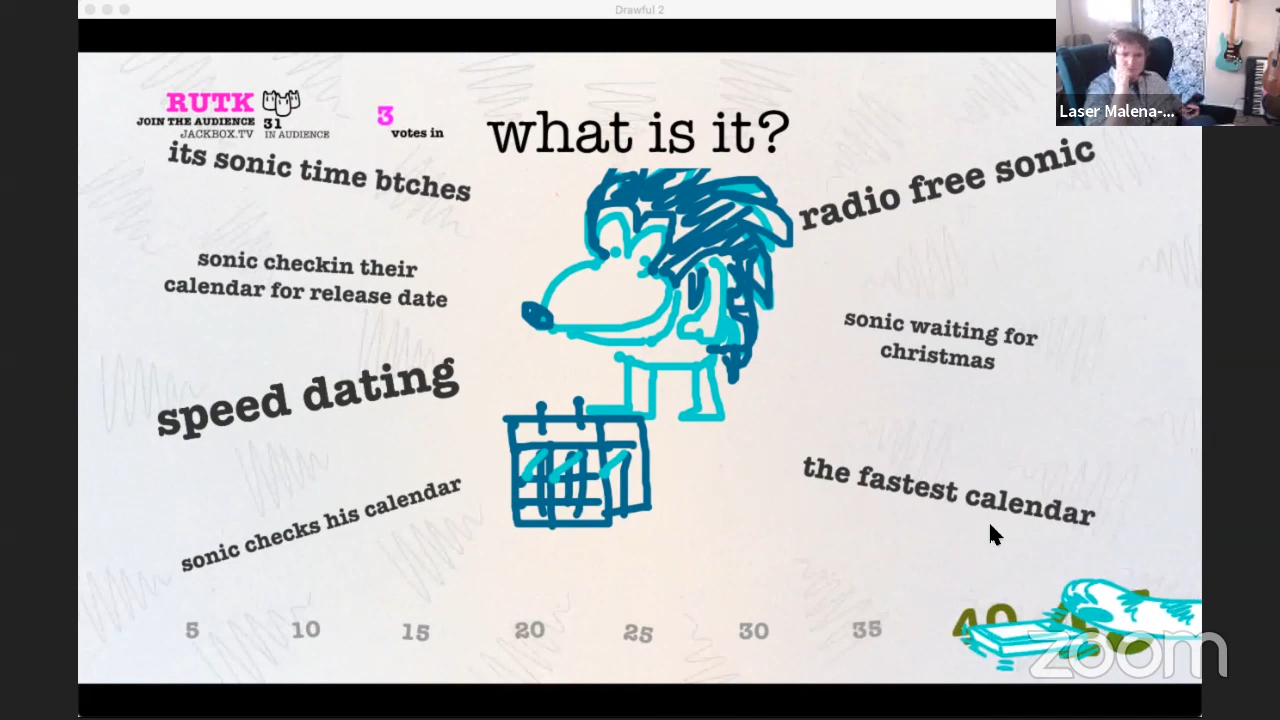 Drawful 2
RUTK
JOIN THE AUDIENCE
JACKBOX.TV
31
IN AUDIENCE
3
votes in
what is it?
Laser Malena-...
its sonic time btches
radio free sonic
sonic checkin their
calendar for release date
sonic waiting for
christmas
speed dating
the fastest calendar
sonic checks his calendar
5 10 15 20 25 30 35 40
zoom